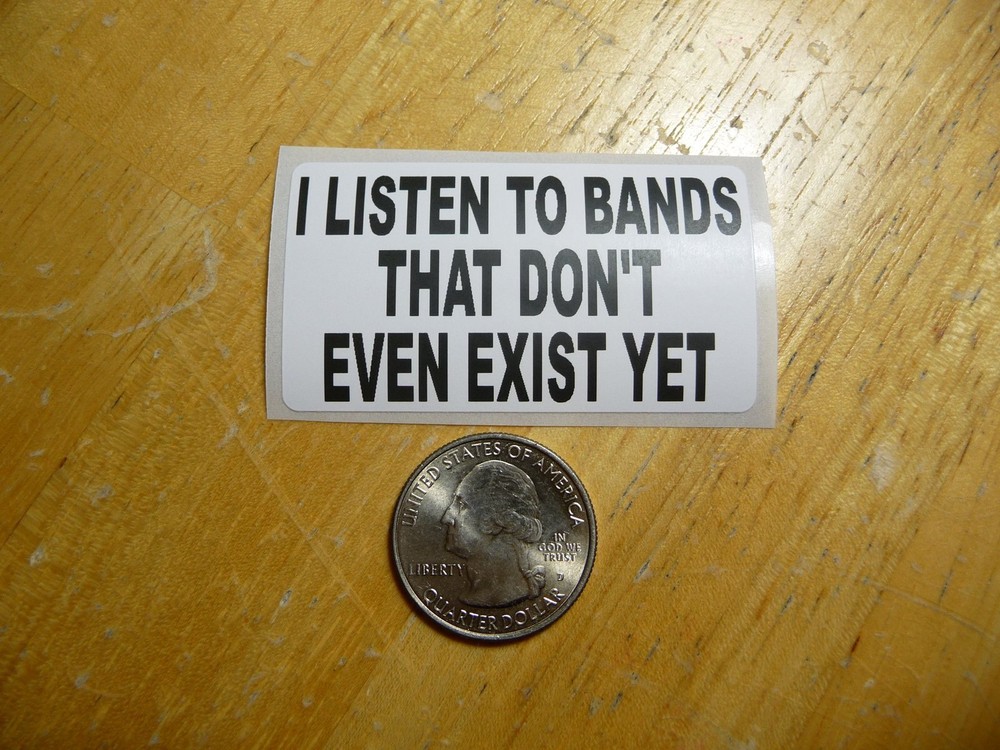 I LISTEN TO BANDS
THAT DON'T
EVEN EXIST YET
UNITED STATES OF AMERICA
IN
GOD WE
TRUST
LIBERTY
D
QUARTER DOLLAR